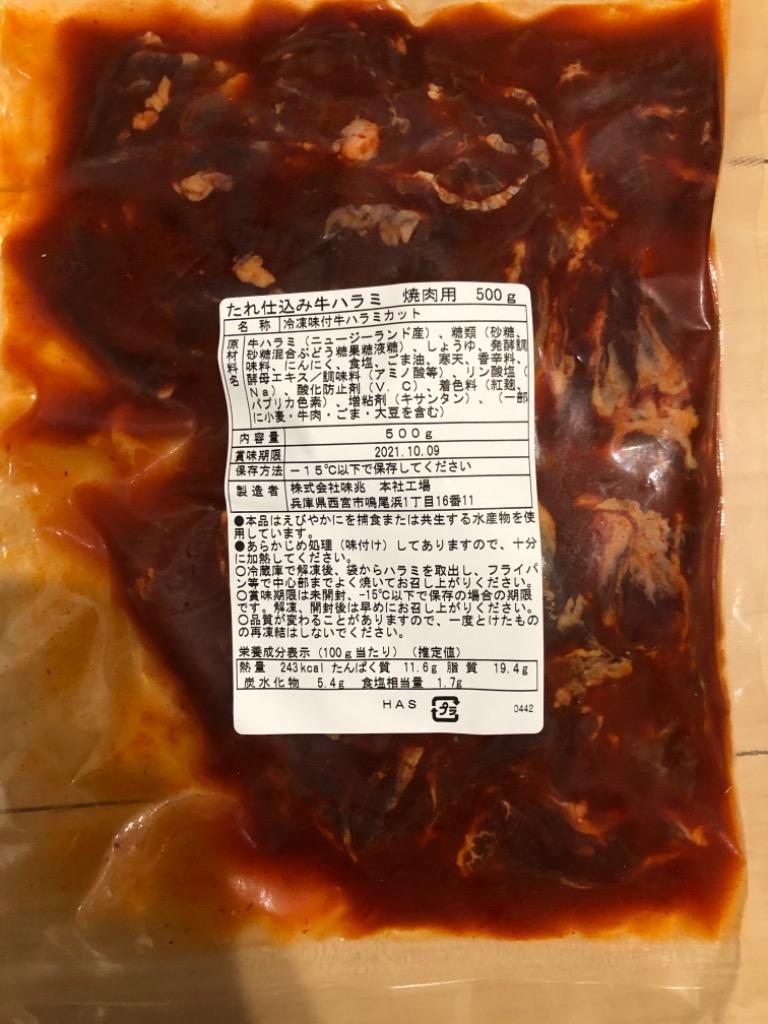 たれ仕込み牛ハラミ 焼肉用 500g
名称 冷凍味付牛ハラミカット
原材料名 牛ハラミ(ニュージーランド産)、糖類(砂糖、
砂糖混合ぶどう糖果糖液糖)、しょうゆ、発酵調
味料、にんにく、食塩、ごま油、寒天、香辛料、
酵母エキス/調味料(アミノ酸等)、リン酸塩(
Na)、酸化防止剤(V.C)、着色料(紅麹、
パプリカ色素)、増粘剤(キサンタン)、(一部
に小麦・牛肉・ごま・大豆を含む)
内容量 500g
賞味期限 2021.10.09
保存方法 -15℃以下で保存してください
製造者 株式会社味兆 本社工場
兵庫県西宮市鳴尾浜1丁目16番11
●本品はえびやかにを捕食または共生する水産物を使
用しています。
●あらかじめ処理(味付け)してありますので、十分
に加熱してください。
○冷蔵庫で解凍後、袋からハラミを取出し、フライパ
ン等で中心部までよく焼いてお召し上がりください。
○賞味期限は未開封、-15℃以下で保存の場合の期限
です。解凍、開封後は早めにお召し上がりください。
○品質が変わることがありますので、一度とけたもの
の再凍結はしないでください。
栄養成分表示(100g当たり)(推定値)
熱量 243kcal たんぱく質 11.6g 脂質 19.4g
炭水化物 5.4g 食塩相当量 1.7g
HAS プラ 0442